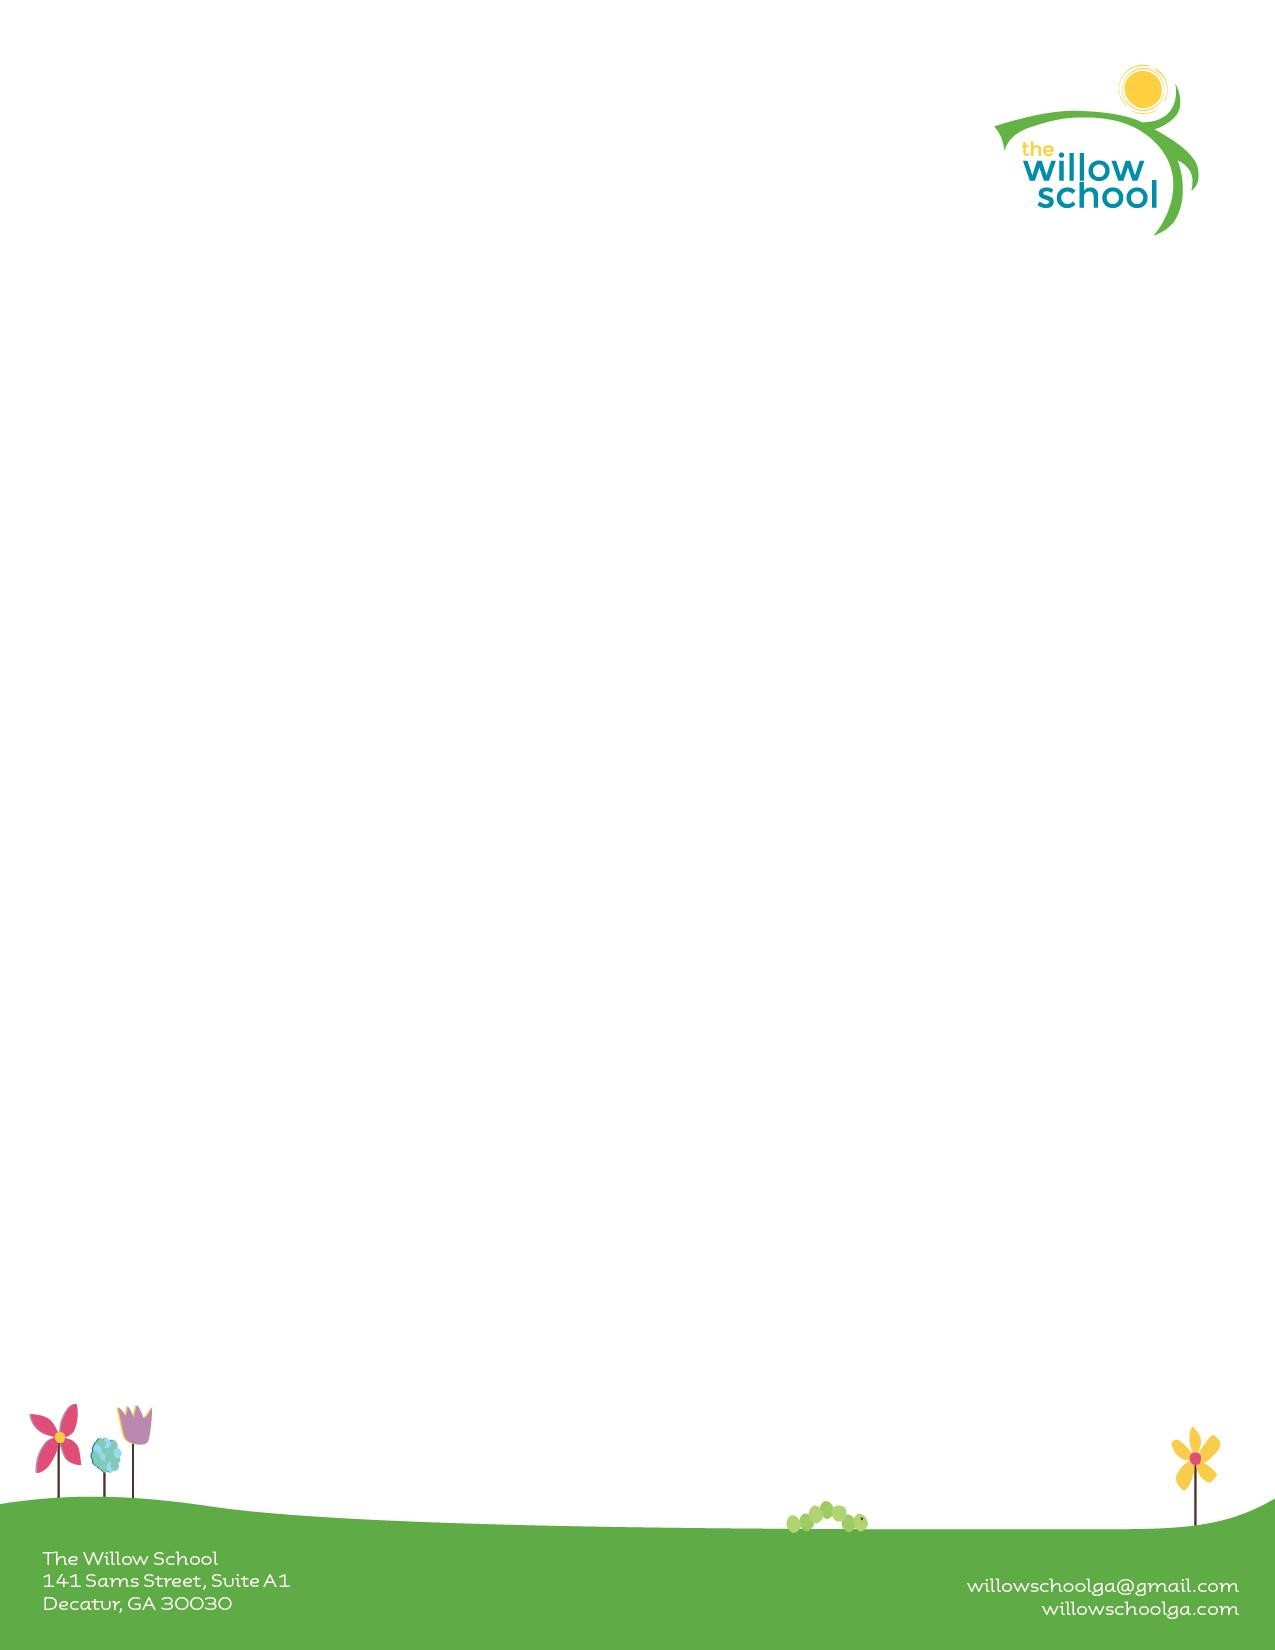 the
willow
school
The Willow School
141 Sams Street, Suite A1
Decatur, GA 30030
willowschoolga@gmail.com
willowschoolga.com